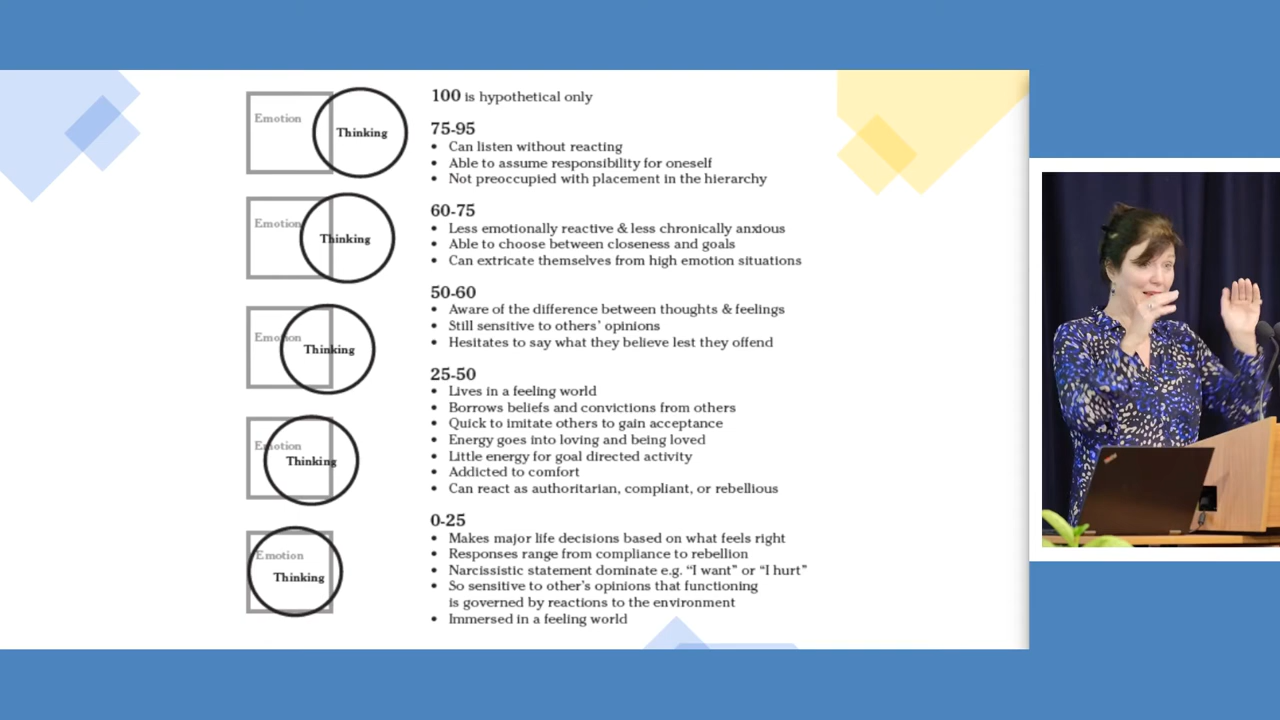 Emotion
Thinking
Emotion
Thinking
Emotion
Thinking
Emotion
Thinking
Emotion
Thinking
100 is hypothetical only
75-95
• Can listen without reacting
• Able to assume responsibility for oneself
• Not preoccupied with placement in the hierarchy
60-75
• Less emotionally reactive & less chronically anxious
• Able to choose between closeness and goals
• Can extricate themselves from high emotion situations
50-60
• Aware of the difference between thoughts & feelings
• Still sensitive to others' opinions
• Hesitates to say what they believe lest they offend
25-50
• Lives in a feeling world
• Borrows beliefs and convictions from others
• Quick to imitate others to gain acceptance
• Energy goes into loving and being loved
• Little energy for goal directed activity
• Addicted to comfort
• Can react as authoritarian, compliant, or rebellious
0-25
• Makes major life decisions based on what feels right
• Responses range from compliance to rebellion
• Narcissistic statement dominate e.g. “I want” or “I hurt”
• So sensitive to other's opinions that functioning
is governed by reactions to the environment
• Immersed in a feeling world